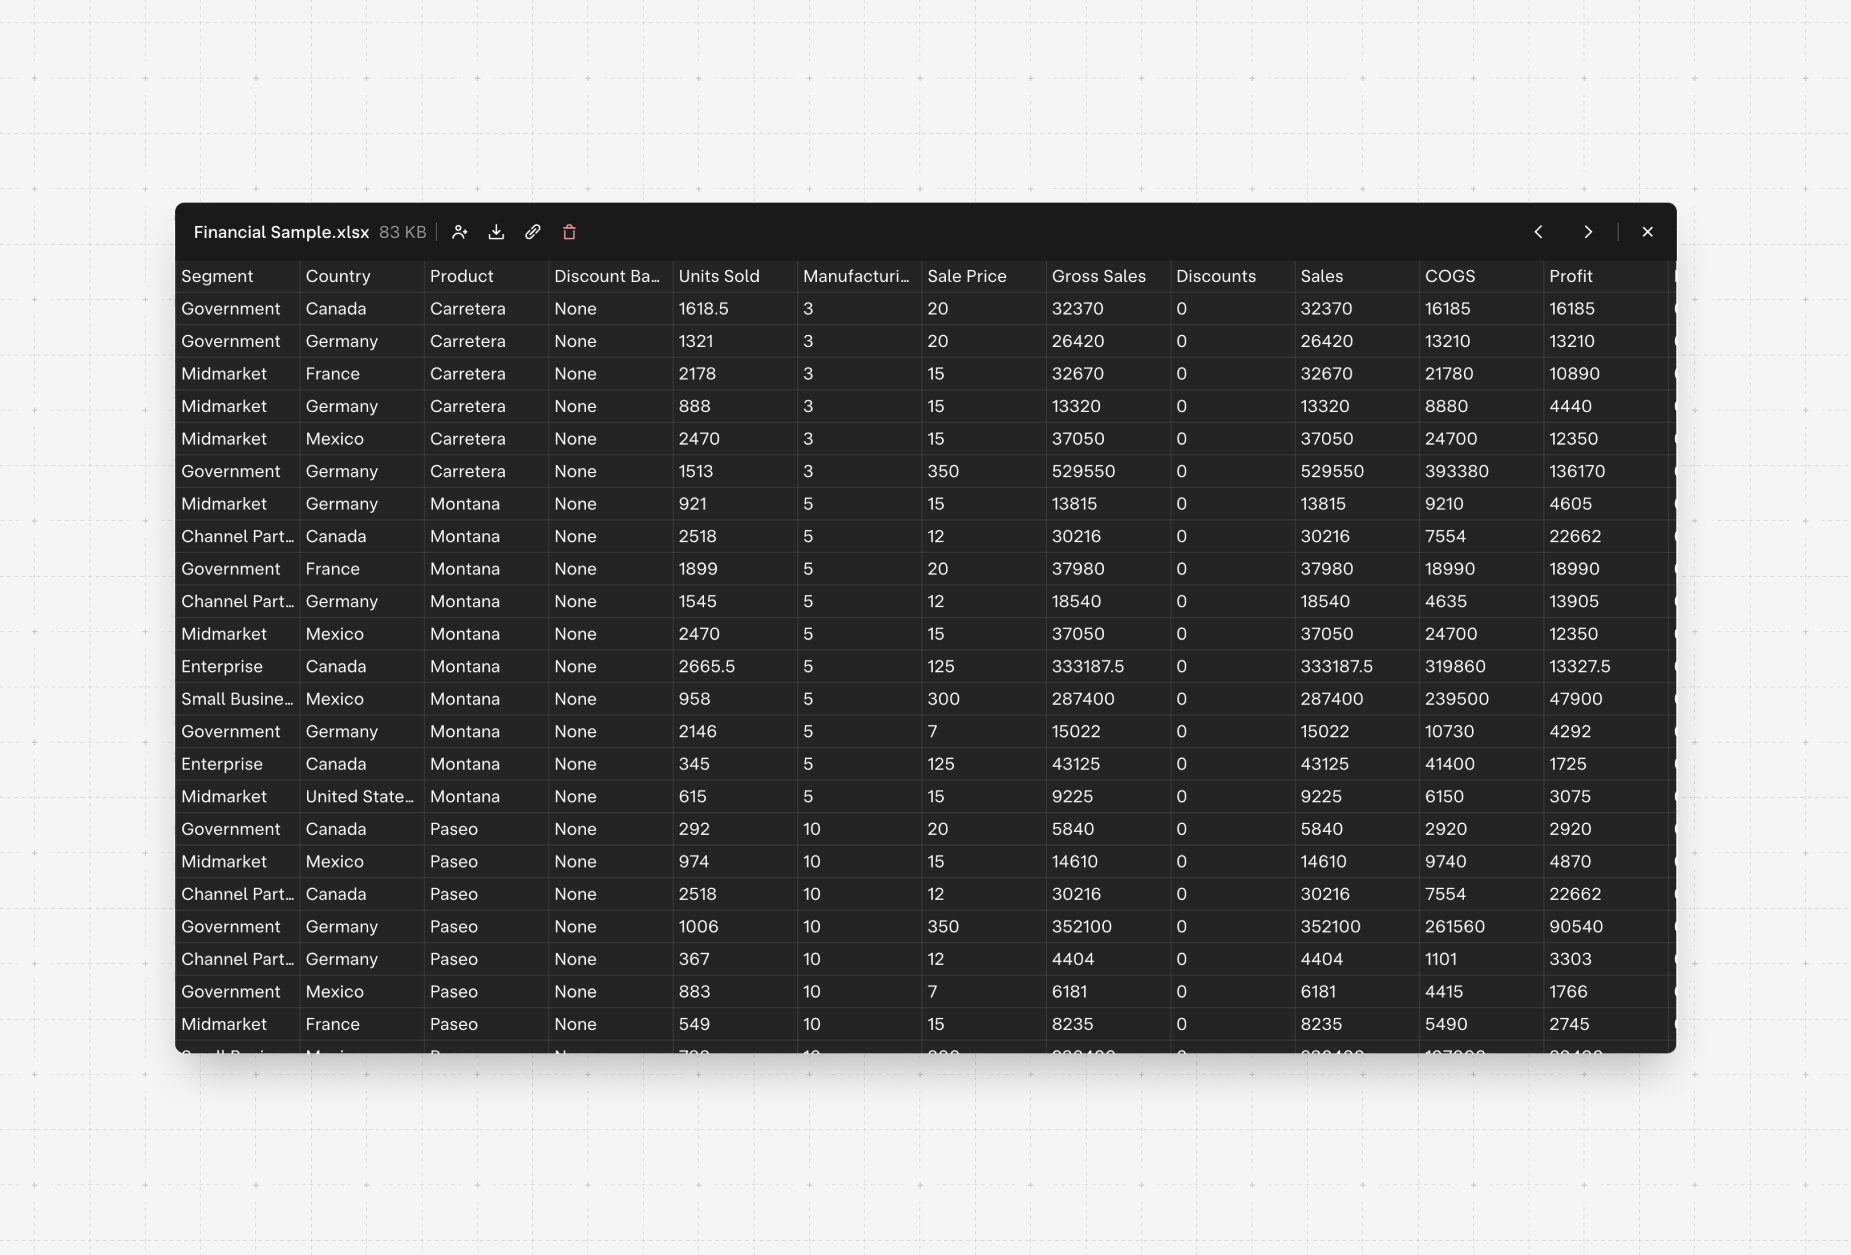 Financial Sample.xlsx 83 KB
Segment Country Product Discount Ba... Units Sold Manufacturi... Sale Price Gross Sales Discounts Sales COGS Profit
Government Canada Carretera None 1618.5 3 20 32370 0 32370 16185 16185
Government Germany Carretera None 1321 3 20 26420 0 26420 13210 13210
Midmarket France Carretera None 2178 3 15 32670 0 32670 21780 10890
Midmarket Germany Carretera None 888 3 15 13320 0 13320 8880 4440
Midmarket Mexico Carretera None 2470 3 15 37050 0 37050 24700 12350
Government Germany Carretera None 1513 3 350 529550 0 529550 393380 136170
Midmarket Germany Montana None 921 5 15 13815 0 13815 9210 4605
Channel Part... Canada Montana None 2518 5 12 30216 0 30216 7554 22662
Government France Montana None 1899 5 20 37980 0 37980 18990 18990
Channel Part... Germany Montana None 1545 5 12 18540 0 18540 4635 13905
Midmarket Mexico Montana None 2470 5 15 37050 0 37050 24700 12350
Enterprise Canada Montana None 2665.5 5 125 333187.5 0 333187.5 319860 13327.5
Small Busine... Mexico Montana None 958 5 300 287400 0 287400 239500 47900
Government Germany Montana None 2146 5 7 15022 0 15022 10730 4292
Enterprise Canada Montana None 345 5 125 43125 0 43125 41400 1725
Midmarket United State... Montana None 615 5 15 9225 0 9225 6150 3075
Government Canada Paseo None 292 10 20 5840 0 5840 2920 2920
Midmarket Mexico Paseo None 974 10 15 14610 0 14610 9740 4870
Channel Part... Canada Paseo None 2518 10 12 30216 0 30216 7554 22662
Government Germany Paseo None 1006 10 350 352100 0 352100 261560 90540
Channel Part... Germany Paseo None 367 10 12 4404 0 4404 1101 3303
Government Mexico Paseo None 883 10 7 6181 0 6181 4415 1766
Midmarket France Paseo None 549 10 15 8235 0 8235 5490 2745